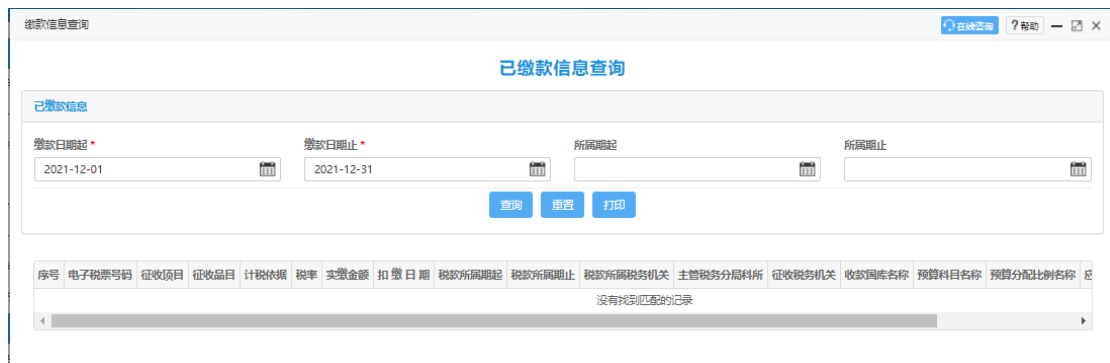 缴款信息查询 在线咨询 ?帮助
已缴款信息查询
已缴款信息
缴款日期起 * 缴款日期止 * 所属期起 所属期止
2021-12-01 2021-12-31
查询 重置 打印
序号 电子税票号码 征收项目 征收品目 计税依据 税率 实缴金额 扣缴日期 税款所属期起 税款所属期止 税款所属税务机关 主管税务分局科所 征收税务机关 收款国库名称 预算科目名称 预算分配比例名称
没有找到匹配的记录